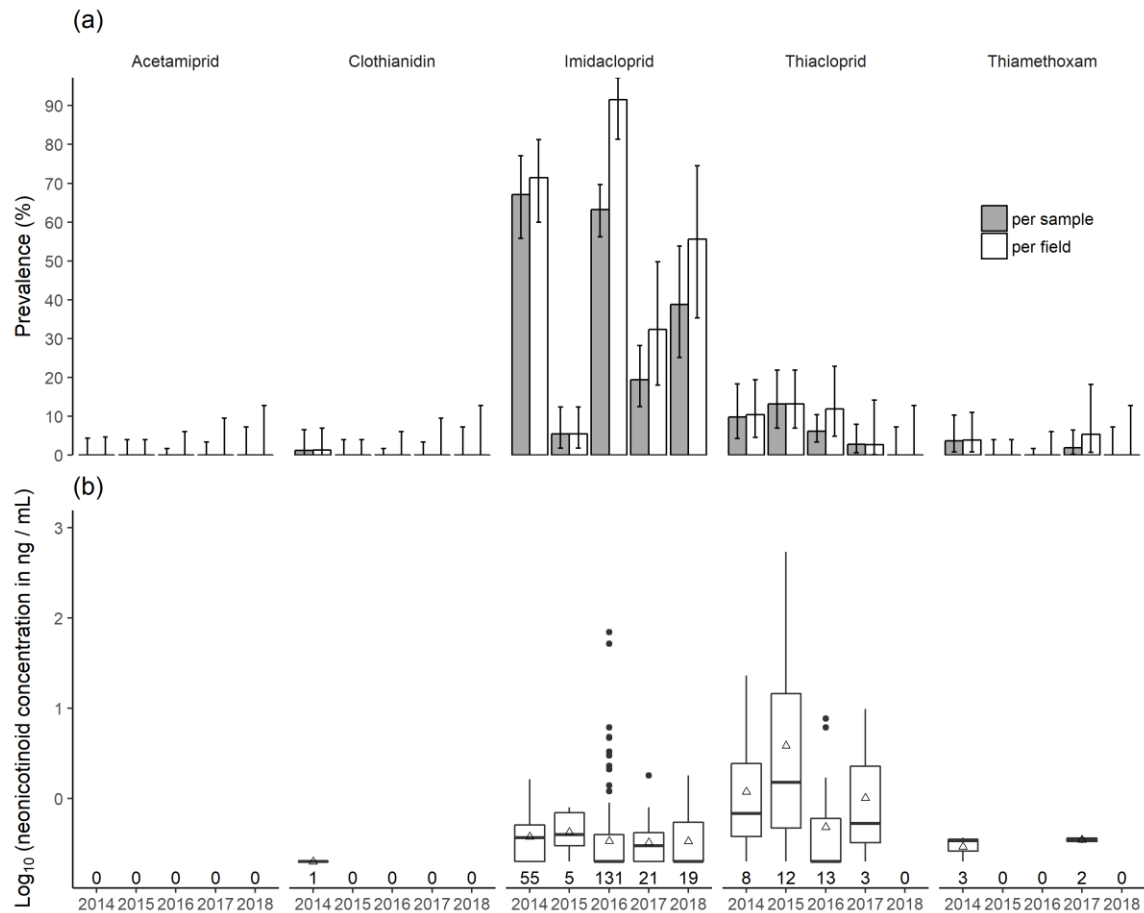 (a)
Acetamiprid Clothianidin Imidacloprid Thiacloprid Thiamethoxam
Prevalence (%)
90
80
70
60
50
40
30
20
10
0
per sample
per field
(b)
Log10 (neonicotinoid concentration in ng / mL)
3
2
1
0
0 0 0 0 0 1 0 0 0 0 55 5 131 21 19 8 12 13 3 0 3 0 0 2 0
2014 2015 2016 2017 2018 2014 2015 2016 2017 2018 2014 2015 2016 2017 2018 2014 2015 2016 2017 2018 2014 2015 2016 2017 2018